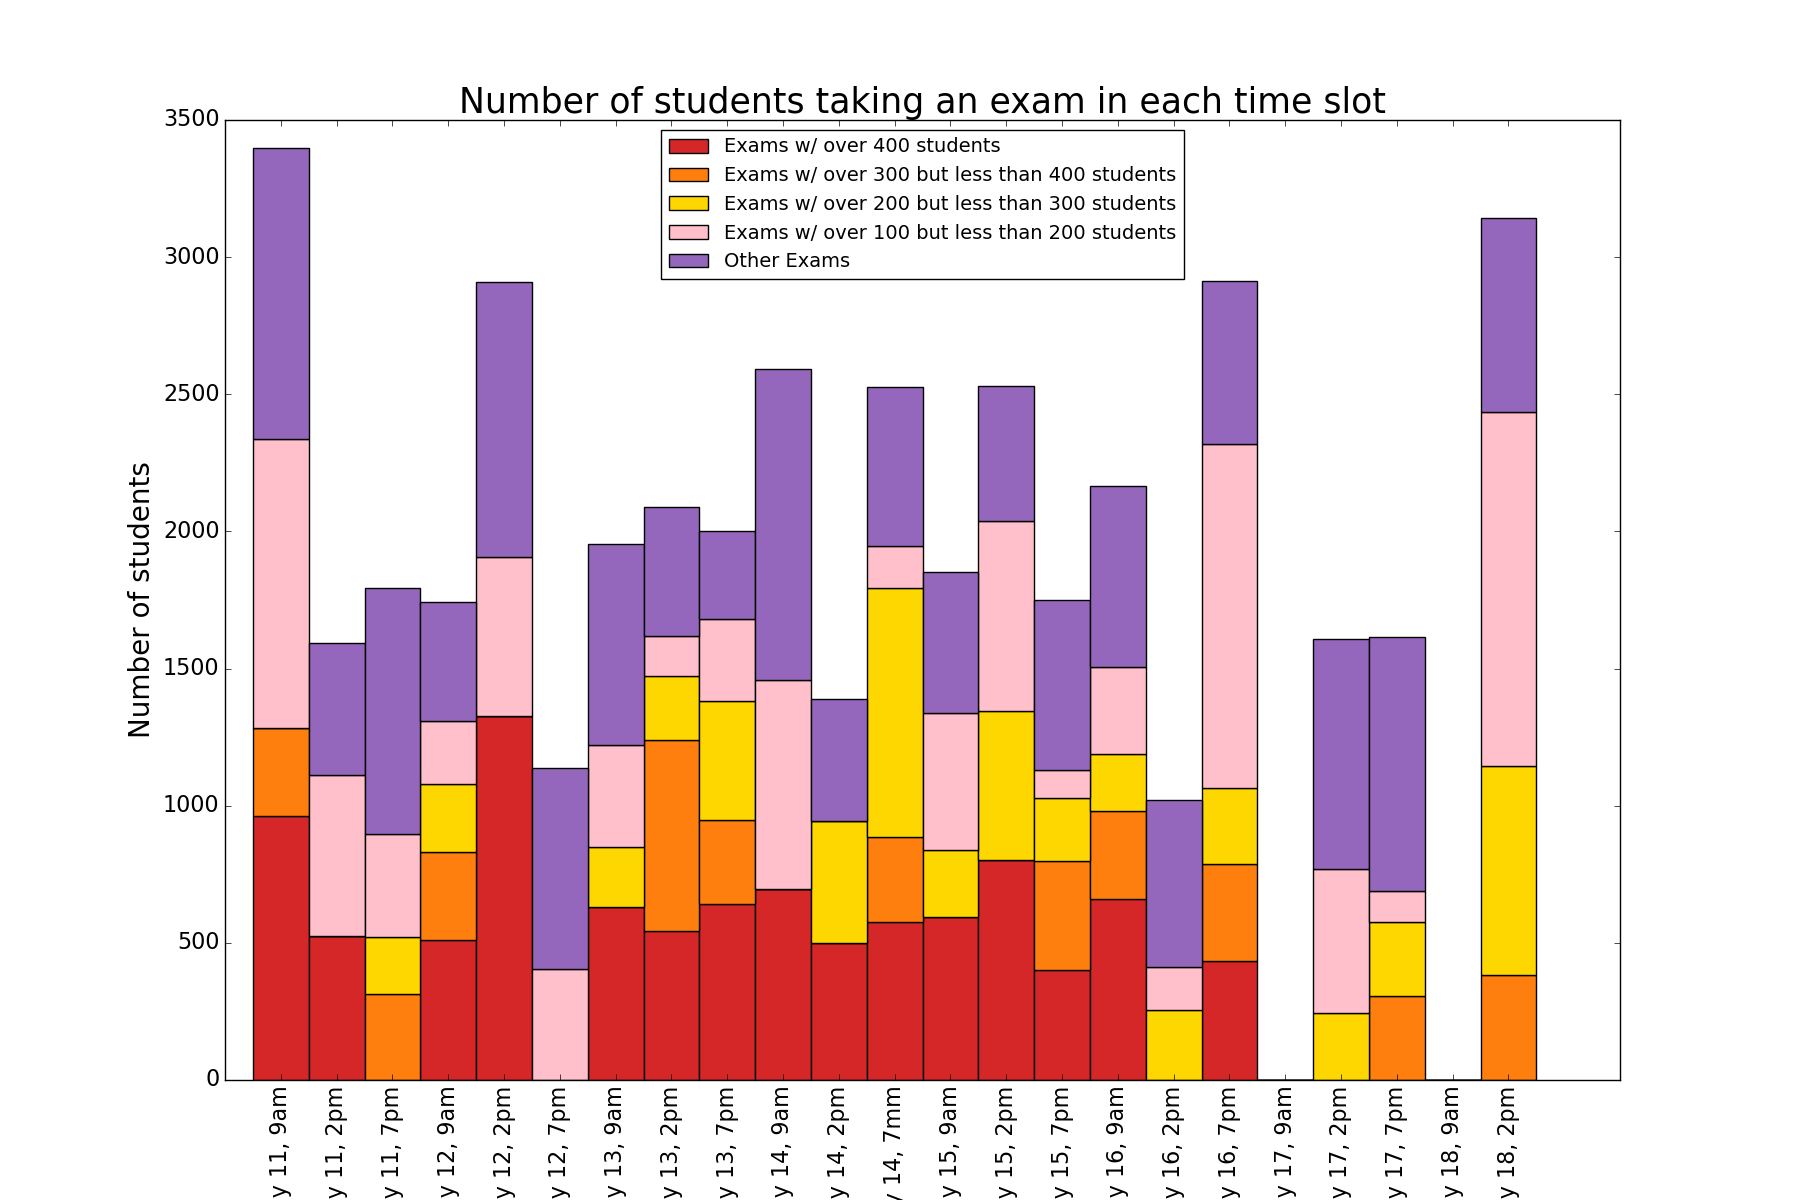 Number of students taking an exam in each time slot
Exams w/ over 400 students
Exams w/ over 300 but less than 400 students
Exams w/ over 200 but less than 300 students
Exams w/ over 100 but less than 200 students
Other Exams
Number of students
3500
3000
2500
2000
1500
1000
500
0
y 11, 9am
y 11, 2pm
y 11, 7pm
y 12, 9am
y 12, 2pm
y 12, 7pm
y 13, 9am
y 13, 2pm
y 13, 7pm
y 14, 9am
y 14, 2pm
y 14, 7mm
y 15, 9am
y 15, 2pm
y 15, 7pm
y 16, 9am
y 16, 2pm
y 16, 7pm
y 17, 9am
y 17, 2pm
y 17, 7pm
y 18, 9am
y 18, 2pm